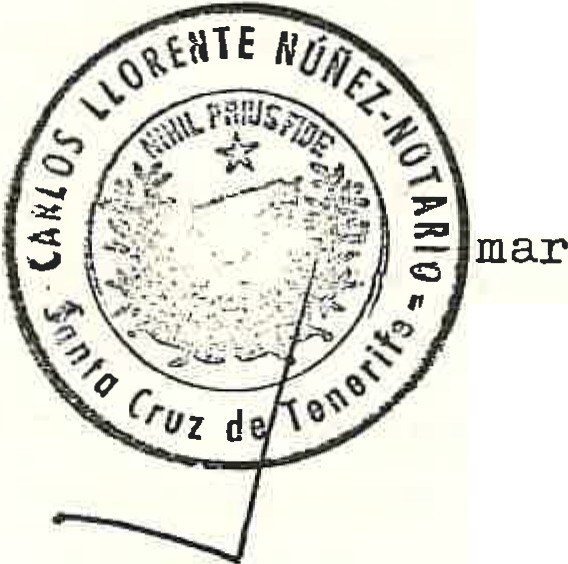 CARLOS LLORENTE NÚÑEZ-NOTARIO=
Santa Cruz de Tenerife
NIHIL PRIUS FIDE
mar